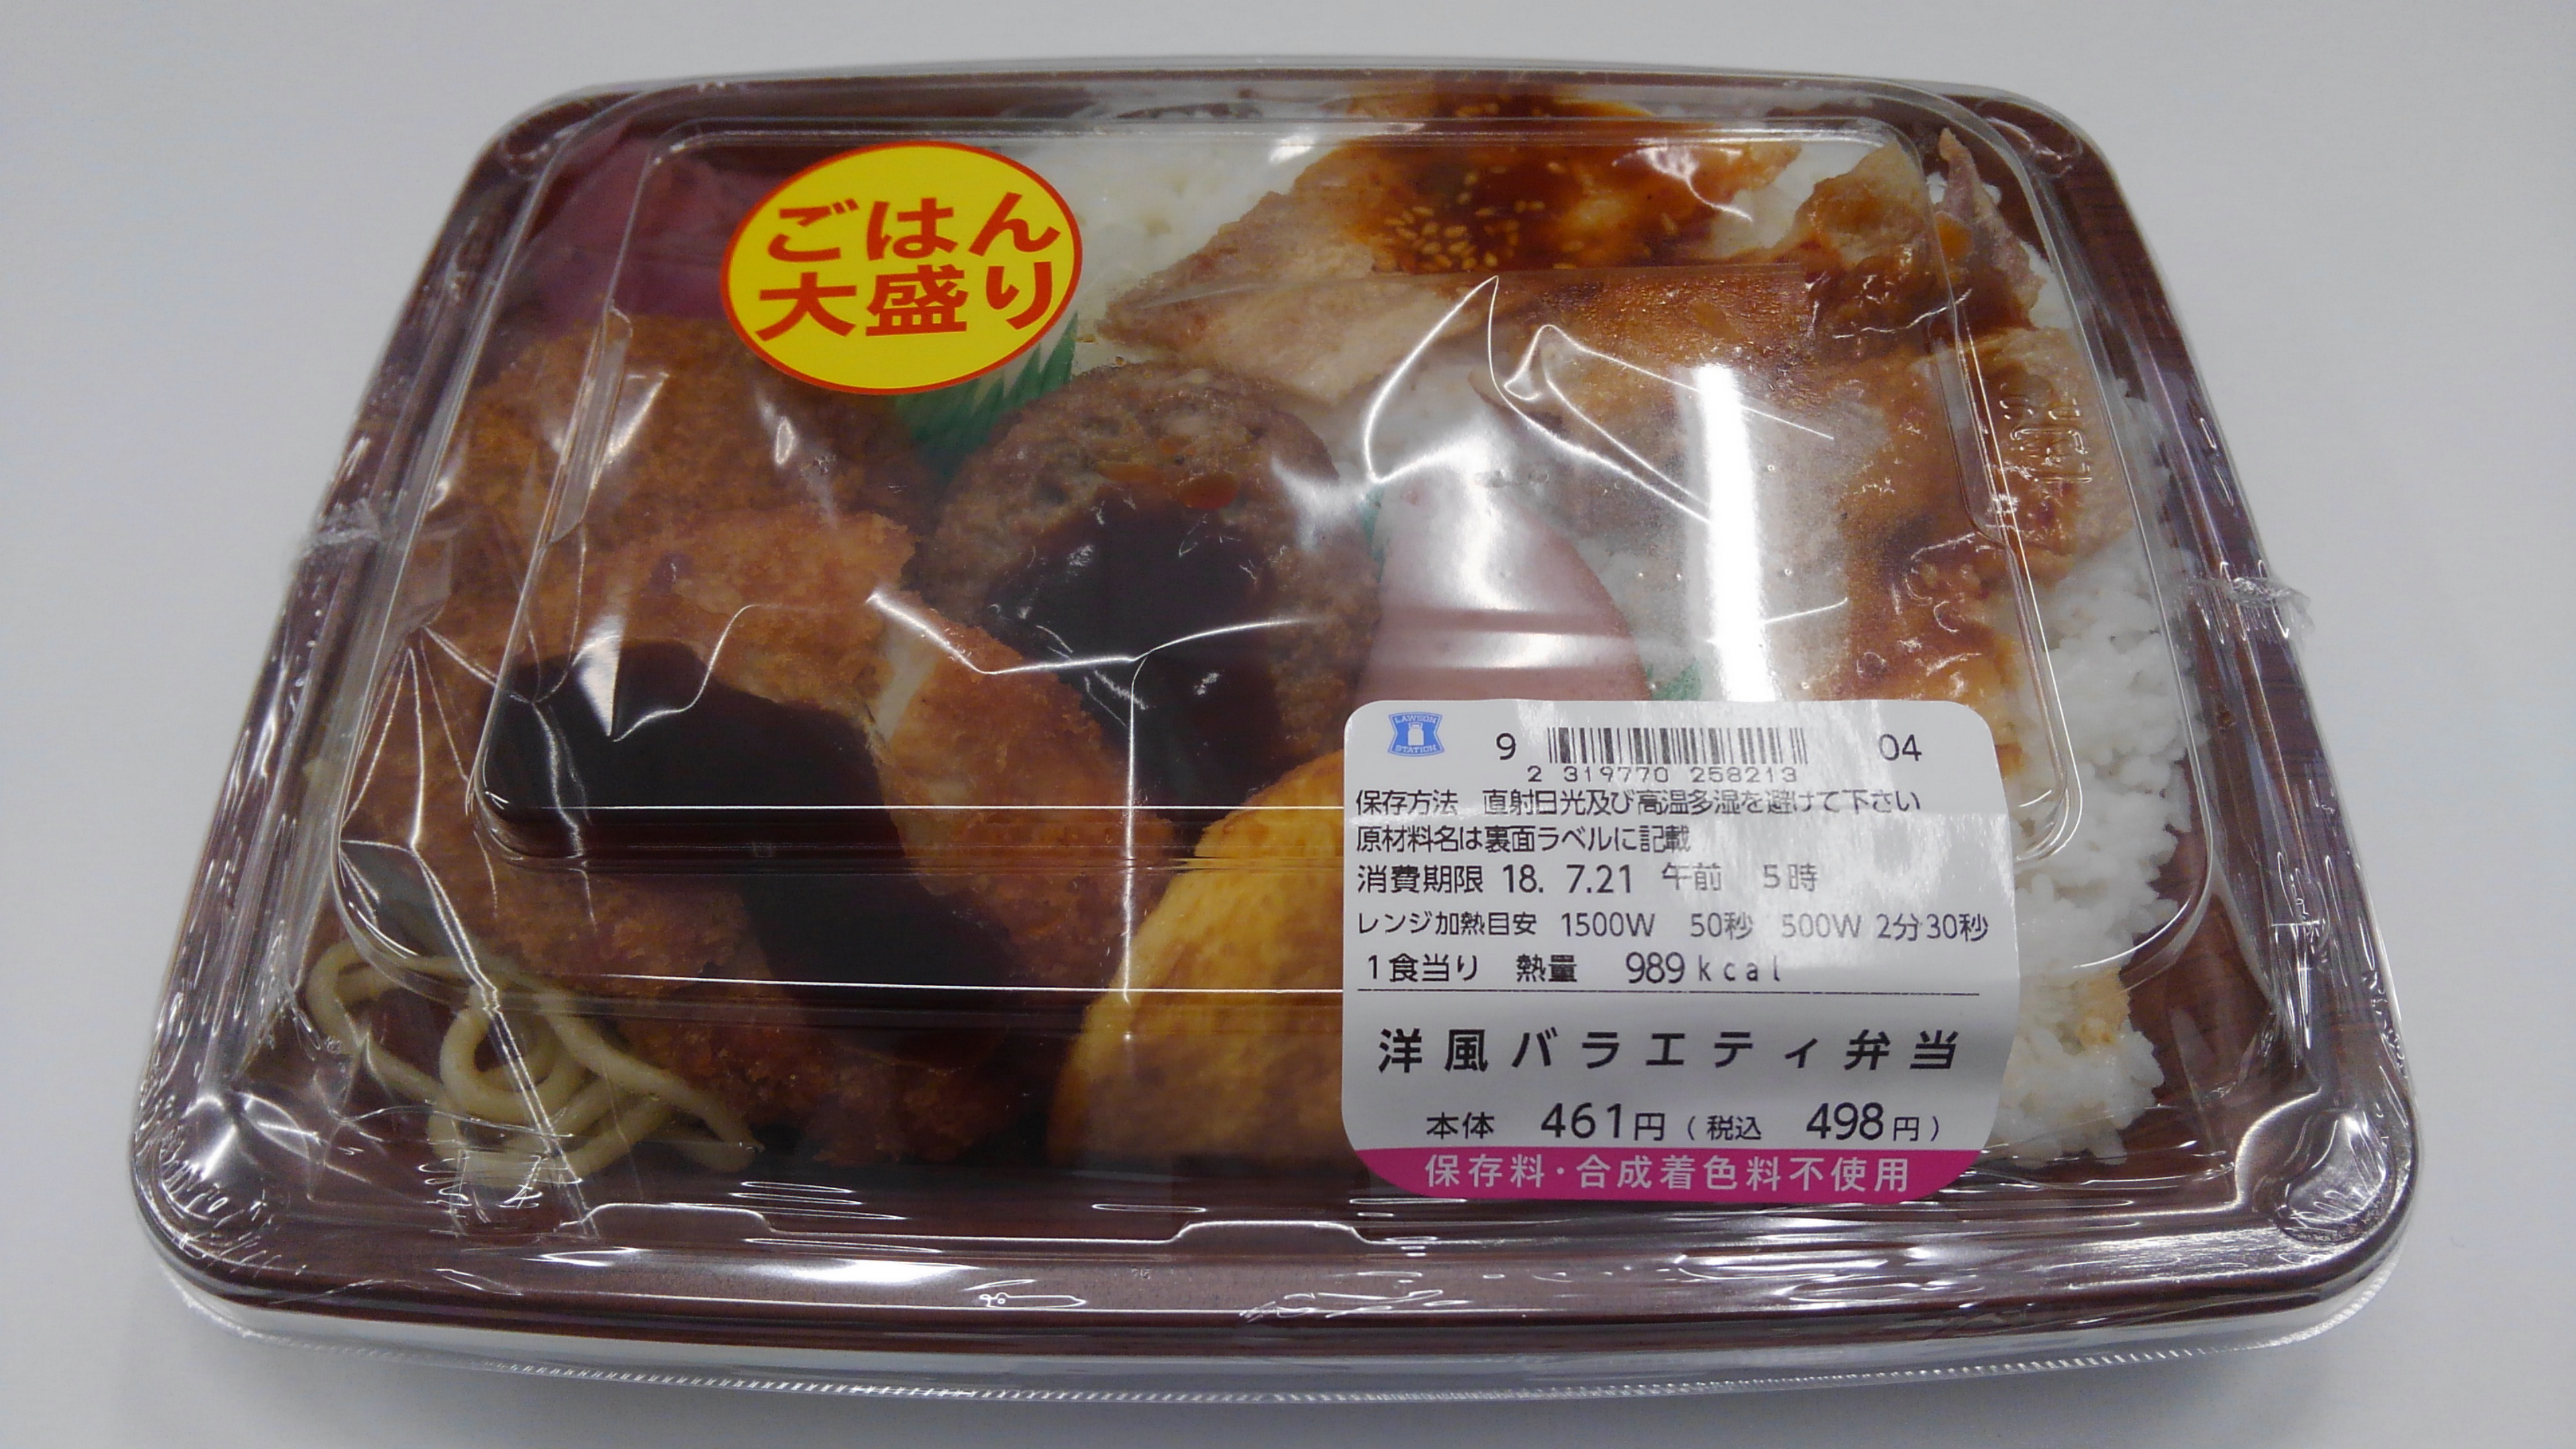 ごはん
大盛り
LAWSON
STATION
9 04
2 319770 258213
保存方法 直射日光及び高温多湿を避けて下さい
原材料名は裏面ラベルに記載
消費期限 18. 7.21 午前 5時
レンジ加熱目安 1500W 50秒 500W 2分30秒
1食当り 熱量 989kcal
洋風バラエティ弁当
本体 461円(税込 498円)
保存料・合成着色料不使用